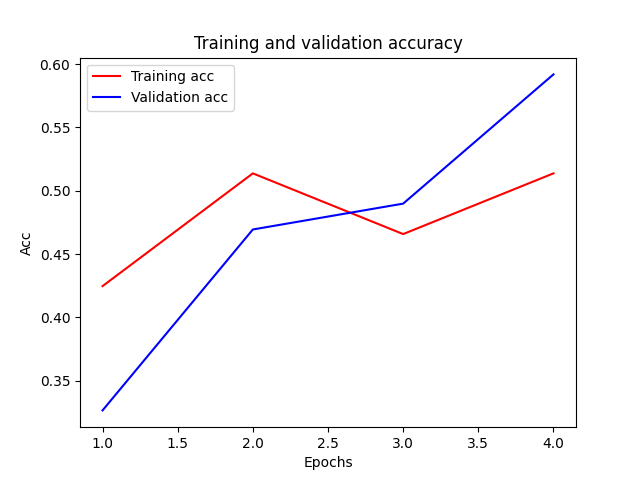 Training and validation accuracy
Training acc
Validation acc
0.60
0.55
0.50
0.45
0.40
0.35
Acc
1.0 1.5 2.0 2.5 3.0 3.5 4.0
Epochs